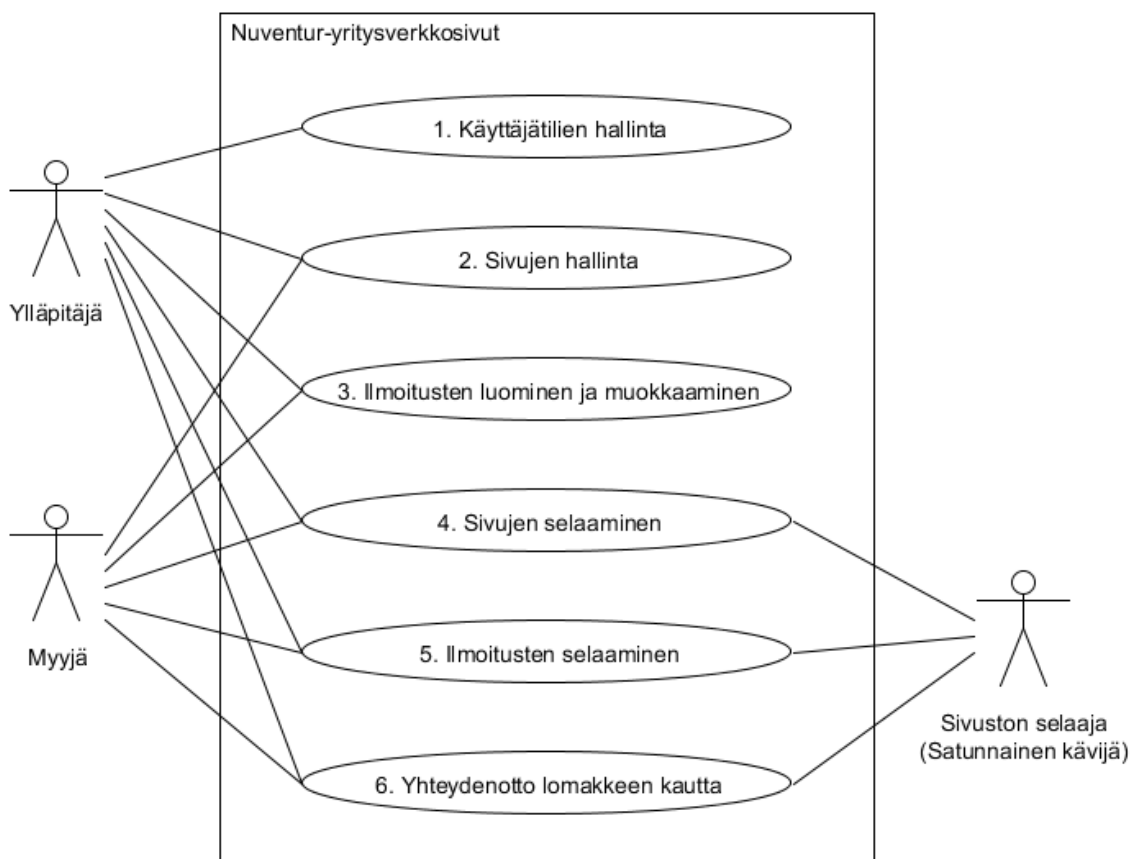 Nuventur-yritysverkkosivut
1. Käyttäjätilien hallinta
2. Sivujen hallinta
Ylläpitäjä
3. Ilmoitusten luominen ja muokkaaminen
4. Sivujen selaaminen
Myyjä
5. Ilmoitusten selaaminen
Sivuston selaaja
(Satunnainen kävijä)
6. Yhteydenotto lomakkeen kautta